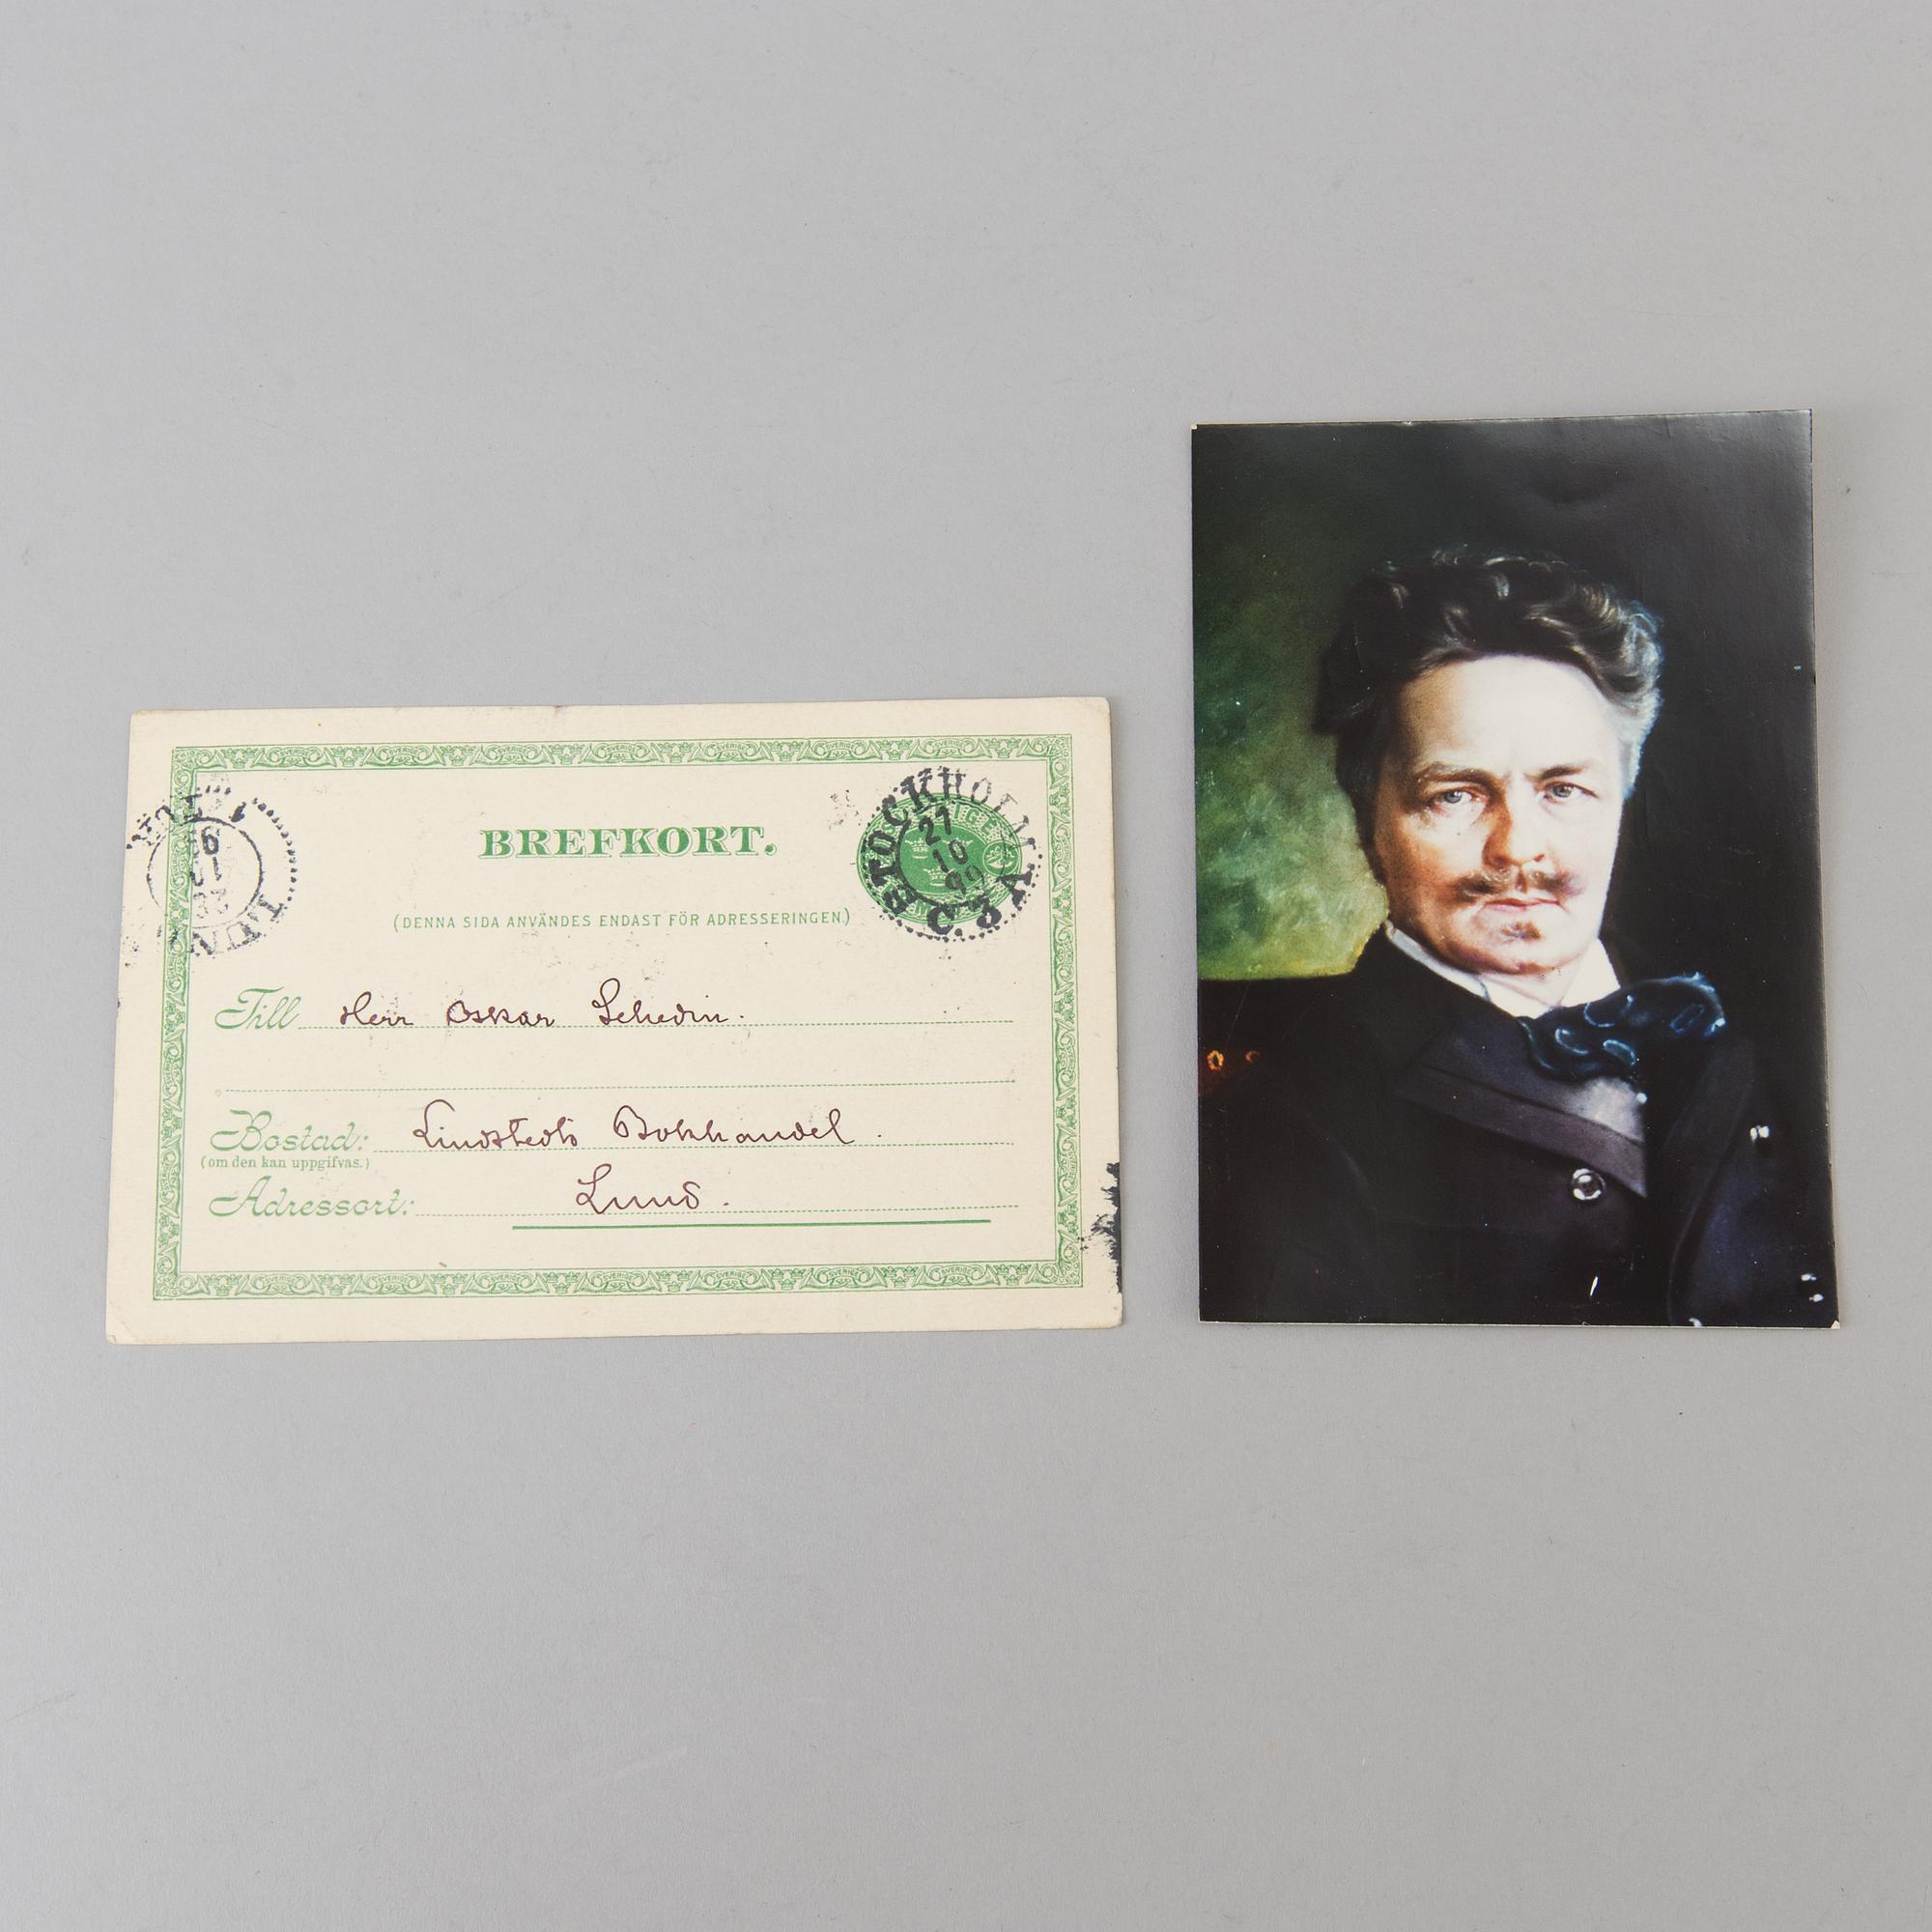 BREFKORT.
STOCKHOLM. C. 3 A.
27
10
99
(DENNA SIDA ANVÄNDES ENDAST FÖR ADRESSERINGEN.)
Till Herr Oskar Schedin.
Bostad: Lindstedts Bokhandel.
(om den kan uppgifvas.)
Adressort: Lund.